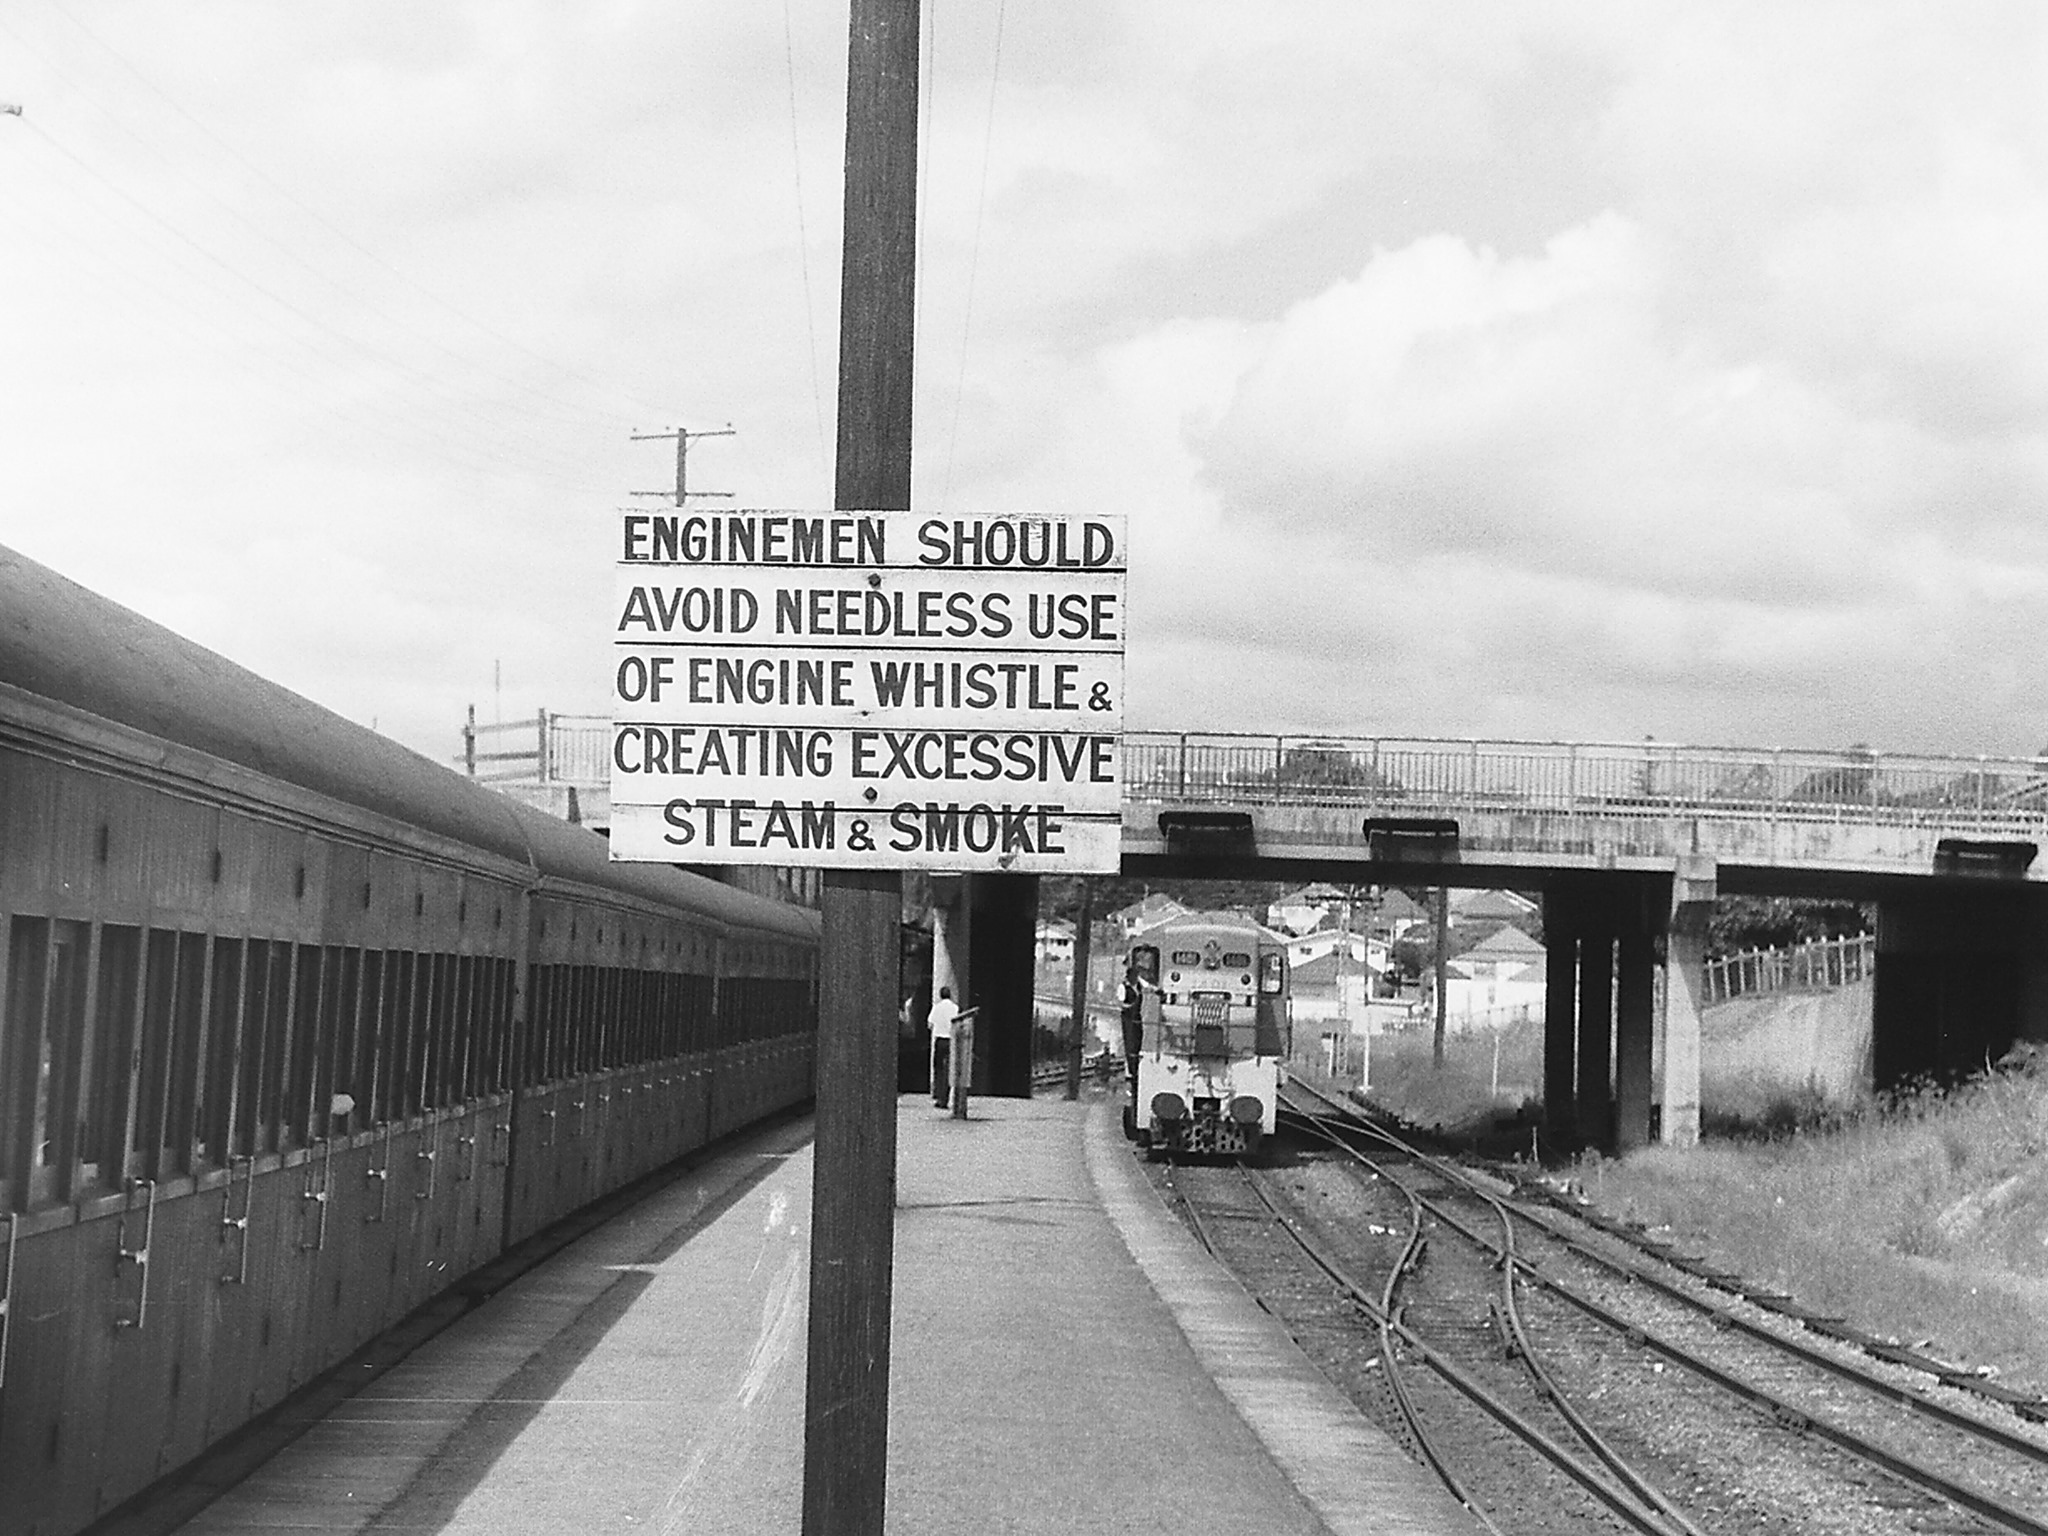 ENGINEMEN SHOULD
AVOID NEEDLESS USE
OF ENGINE WHISTLE &
CREATING EXCESSIVE
STEAM & SMOKE